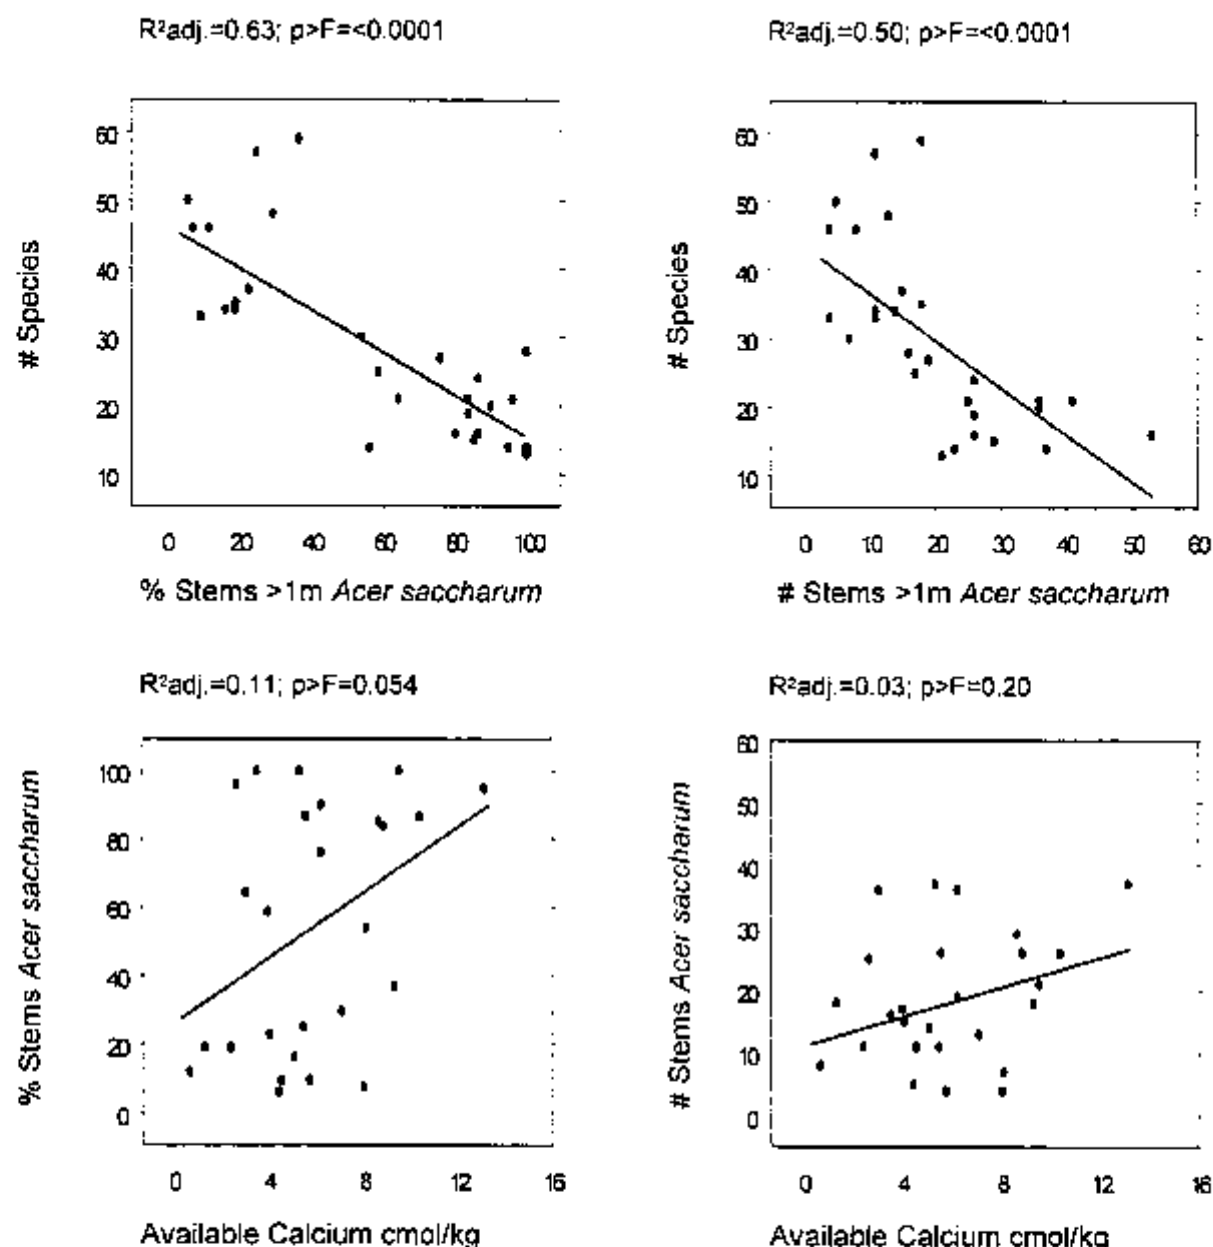 R²adj.=0.63; p>F=<0.0001
60
50
40
30
20
10
# Species
0 20 40 60 80 100
% Stems >1m Acer saccharum
R²adj.=0.50; p>F=<0.0001
60
50
40
30
20
10
# Species
0 10 20 30 40 50 60
# Stems >1m Acer saccharum
R²adj.=0.11; p>F=0.054
100
80
60
40
20
0
% Stems Acer saccharum
0 4 8 12 16
Available Calcium cmol/kg
R²adj.=0.03; p>F=0.20
60
50
40
30
20
10
0
# Stems Acer saccharum
0 4 8 12 16
Available Calcium cmol/kg